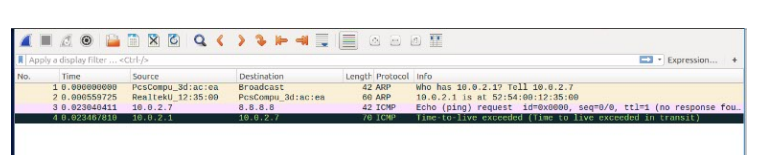 Apply a display filter ... <Ctrl-/> Expression... +
No. Time Source Destination Length Protocol Info
1 0.000000000 PcsCompu_3d:ac:ea Broadcast 42 ARP Who has 10.0.2.1? Tell 10.0.2.7
2 0.000559725 RealtekU_12:35:00 PcsCompu_3d:ac:ea 60 ARP 10.0.2.1 is at 52:54:00:12:35:00
3 0.023040411 10.0.2.7 8.8.8.8 42 ICMP Echo (ping) request id=0x0000, seq=0/0, ttl=1 (no response fou...
4 0.023467810 10.0.2.1 10.0.2.7 70 ICMP Time-to-live exceeded (Time to live exceeded in transit)